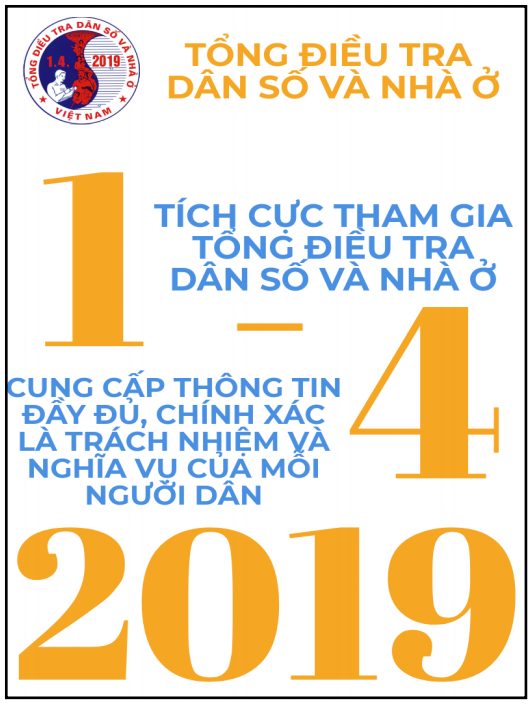 TỔNG ĐIỀU TRA DÂN SỐ VÀ NHÀ Ở
1.4. 2019
VIỆT NAM
TỔNG ĐIỀU TRA
DÂN SỐ VÀ NHÀ Ở
TÍCH CỰC THAM GIA
TỔNG ĐIỀU TRA
DÂN SỐ VÀ NHÀ Ở
1 – 4
CUNG CẤP THÔNG TIN
ĐẦY ĐỦ, CHÍNH XÁC
LÀ TRÁCH NHIỆM VÀ
NGHĨA VỤ CỦA MỖI
NGƯỜI DÂN
2019